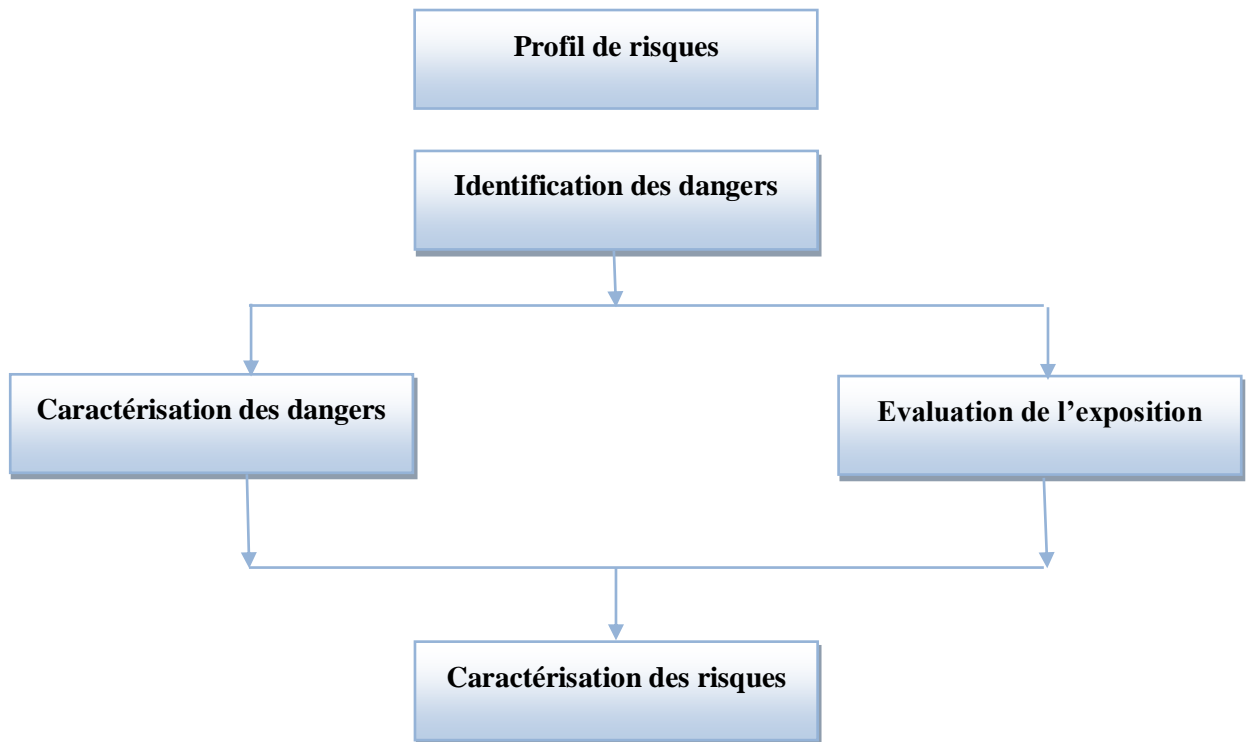 Profil de risques
Identification des dangers
Caractérisation des dangers
Evaluation de l’exposition
Caractérisation des risques